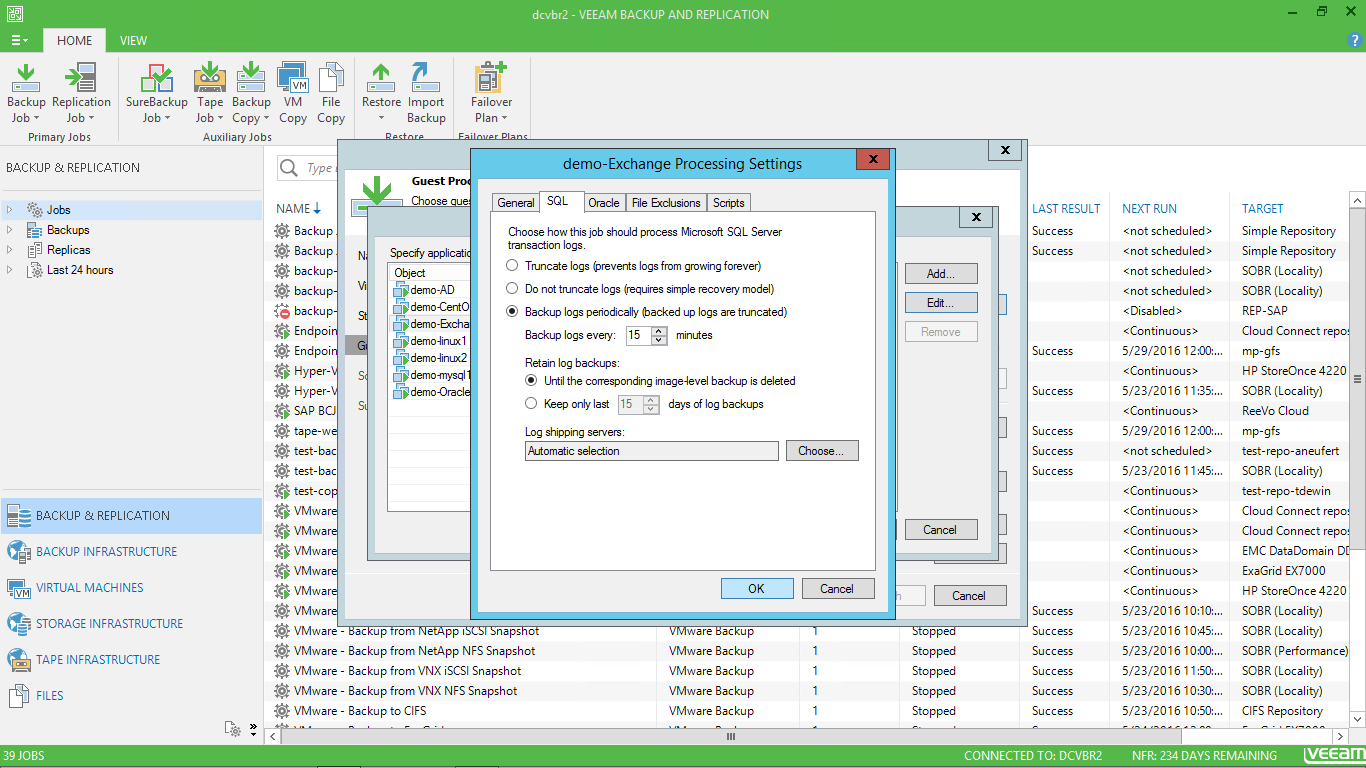 dcvbr2 - VEEAM BACKUP AND REPLICATION
HOME VIEW
Backup Job
Replication Job
Primary Jobs
SureBackup Job
Tape Job
Backup Copy
VM Copy
File Copy
Auxiliary Jobs
Restore
Import Backup
Restore
Failover Plan
Failover Plans
BACKUP & REPLICATION
Jobs
Backups
Replicas
Last 24 hours
BACKUP & REPLICATION
BACKUP INFRASTRUCTURE
VIRTUAL MACHINES
STORAGE INFRASTRUCTURE
TAPE INFRASTRUCTURE
FILES
Type
NAME
Backup
Backup
backup-
backup-
backup-
Endpoin
Endpoin
Hyper-V
Hyper-V
SAP BCJ
tape-we
test-bac
test-bac
test-cop
VMware
VMware
VMware
VMware
VMware
VMware
Guest Proc
Choose gues
Specify applicatio
Object
demo-AD
demo-CentO
demo-Excha
demo-linux1
demo-linux2
demo-mysql1
demo-Oracle
Add...
Edit...
Remove
Cancel
Cancel
demo-Exchange Processing Settings
General SQL Oracle File Exclusions Scripts
Choose how this job should process Microsoft SQL Server
transaction logs.
Truncate logs (prevents logs from growing forever)
Do not truncate logs (requires simple recovery model)
Backup logs periodically (backed up logs are truncated)
Backup logs every: 15 minutes
Retain log backups:
Until the corresponding image-level backup is deleted
Keep only last 15 days of log backups
Log shipping servers:
Automatic selection Choose...
OK Cancel
LAST RESULT NEXT RUN TARGET
Success <not scheduled> Simple Repository
Success <not scheduled> Simple Repository
<not scheduled> SOBR (Locality)
<not scheduled> SOBR (Locality)
<Disabled> REP-SAP
<Continuous> Cloud Connect repos
Success 5/29/2016 12:00:... mp-gfs
<Continuous> HP StoreOnce 4220
Success 5/23/2016 11:35:... SOBR (Locality)
<Continuous> ReeVo Cloud
Success 5/29/2016 12:00:... mp-gfs
Success <not scheduled> test-repo-aneufert
Success 5/23/2016 11:45:... SOBR (Locality)
<Continuous> test-repo-tdewin
<Continuous> Cloud Connect repos
<Continuous> Cloud Connect repos
<Continuous> EMC DataDomain DD
<Continuous> ExaGrid EX7000
<Continuous> HP StoreOnce 4220
Success 5/23/2016 10:10:... SOBR (Locality)
VMware - Backup from NetApp iSCSI Snapshot VMware Backup 1 Stopped Success 5/23/2016 10:45:... SOBR (Locality)
VMware - Backup from NetApp NFS Snapshot VMware Backup 1 Stopped Success 5/23/2016 10:00:... SOBR (Performance)
VMware - Backup from VNX iSCSI Snapshot VMware Backup 1 Stopped Success 5/23/2016 11:50:... SOBR (Locality)
VMware - Backup from VNX NFS Snapshot VMware Backup 1 Stopped Success 5/23/2016 10:30:... SOBR (Locality)
VMware - Backup to CIFS VMware Backup 1 Stopped Success 5/23/2016 10:50:... CIFS Repository
39 JOBS CONNECTED TO: DCVBR2 NFR: 234 DAYS REMAINING veeam